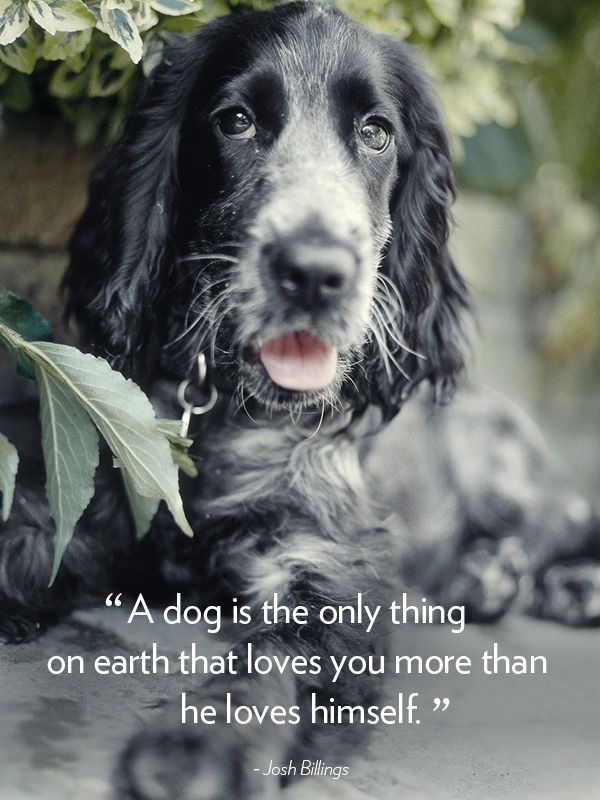 “ A dog is the only thing
on earth that loves you more than
he loves himself. ”
- Josh Billings